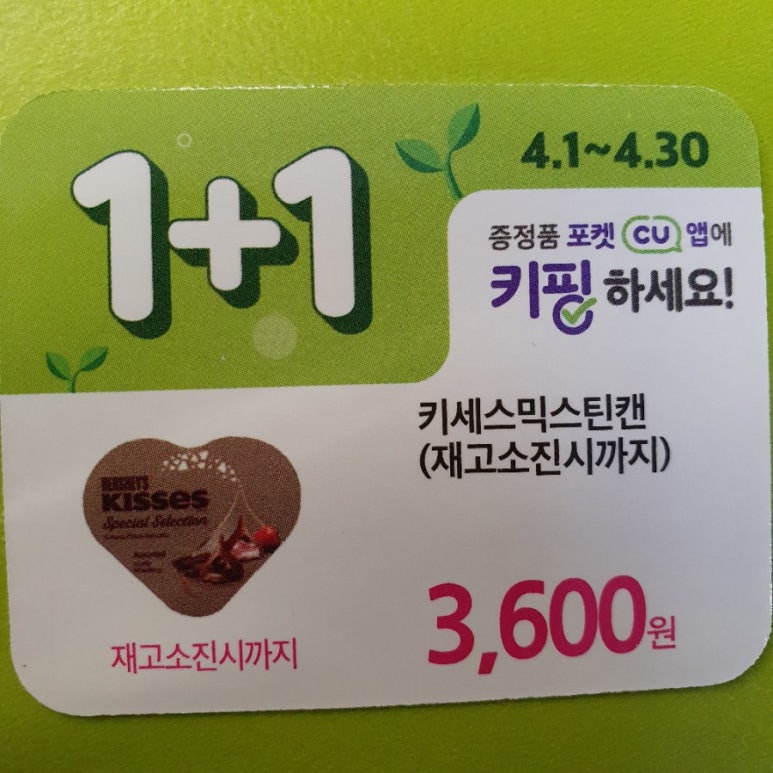 1+1
4.1~4.30
증정품 포켓 CU 앱에
키핑 하세요!
키세스믹스틴캔
(재고소진시까지)
HERSHEY'S
KISSES
Special Selection
재고소진시까지
3,600원